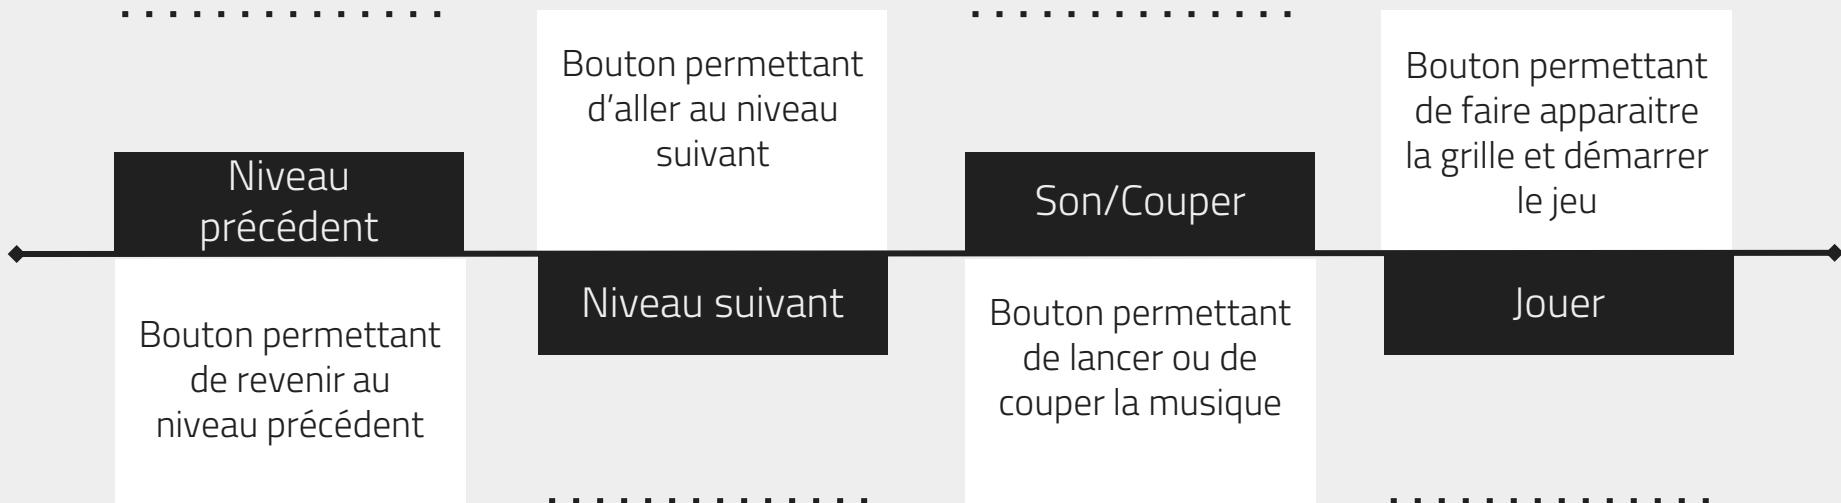 Niveau
précédent
Bouton permettant
de revenir au
niveau précédent
Bouton permettant
d’aller au niveau
suivant
Niveau suivant
Son/Couper
Bouton permettant
de lancer ou de
couper la musique
Bouton permettant
de faire apparaitre
la grille et démarrer
le jeu
Jouer